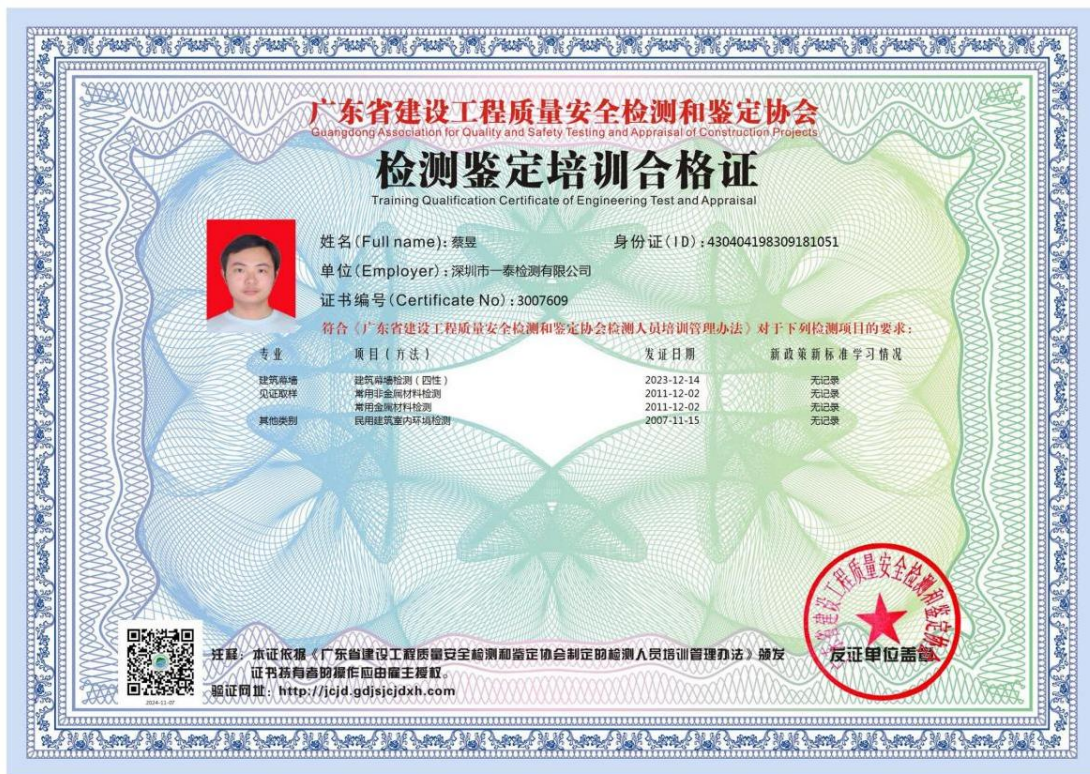 广东省建设工程质量安全检测和鉴定协会
Guangdong Association for Quality and Safety Testing and Appraisal of Construction Projects
检测鉴定培训合格证
Training Qualification Certificate of Engineering Test and Appraisal
姓名(Full name): 蔡昱 身份证(ID): 430404198309181051
单位(Employer): 深圳市一泰检测有限公司
证书编号(Certificate No): 3007609
符合《广东省建设工程质量安全检测和鉴定协会检测人员培训管理办法》对于下列检测项目的要求:
专业 项目(方法) 发证日期 新政策新标准学习情况
建筑幕墙 建筑幕墙检测(四性) 2023-12-14 无记录
见证取样 常用非金属材料检测 2011-12-02 无记录
常用金属材料检测 2011-12-02 无记录
其他类别 民用建筑室内环境检测 2007-11-15 无记录
广东省建设工程质量安全检测和鉴定协会
注释: 本证依据《广东省建设工程质量安全检测和鉴定协会制定的检测人员培训管理办法》颁发 发证单位盖章
证书持有者的操作应由雇主授权。
验证网址: http://jcjd.gdjsjcjdxh.com
2024-11-07